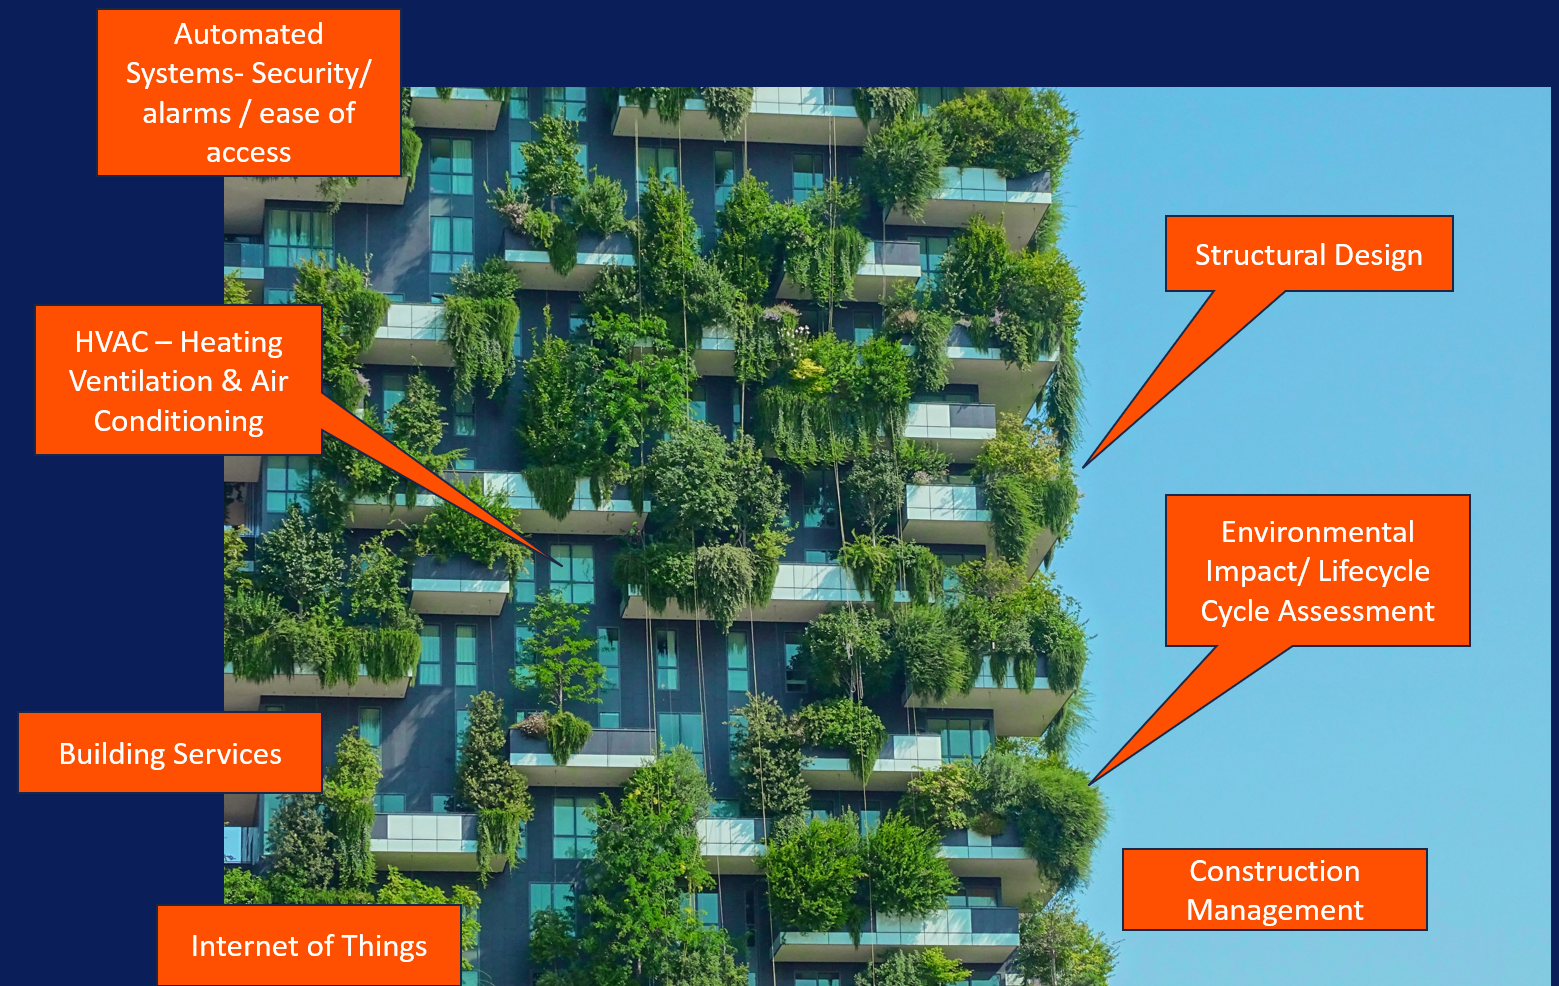 Automated
Systems- Security/
alarms / ease of
access
Structural Design
HVAC – Heating
Ventilation & Air
Conditioning
Environmental
Impact/ Lifecycle
Cycle Assessment
Building Services
Construction
Management
Internet of Things